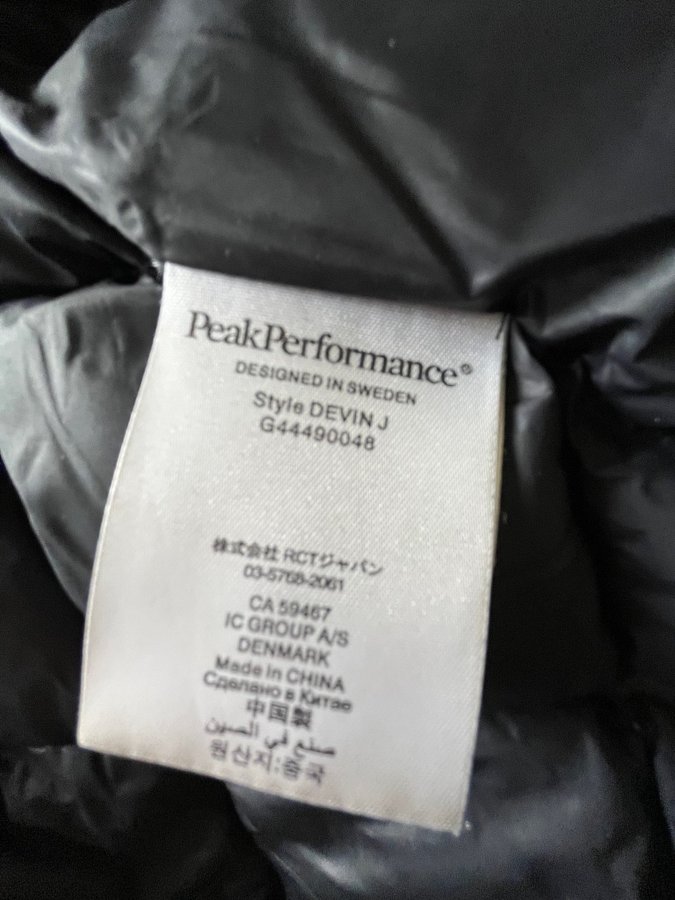 PeakPerformance®
DESIGNED IN SWEDEN
Style DEVIN J
G44490048
株式会社 RCTジャパン
03-5768-2061
CA 59467
IC GROUP A/S
DENMARK
Made in CHINA
Сделано в Китае
中国製
صنع في الصين
원산지:중국